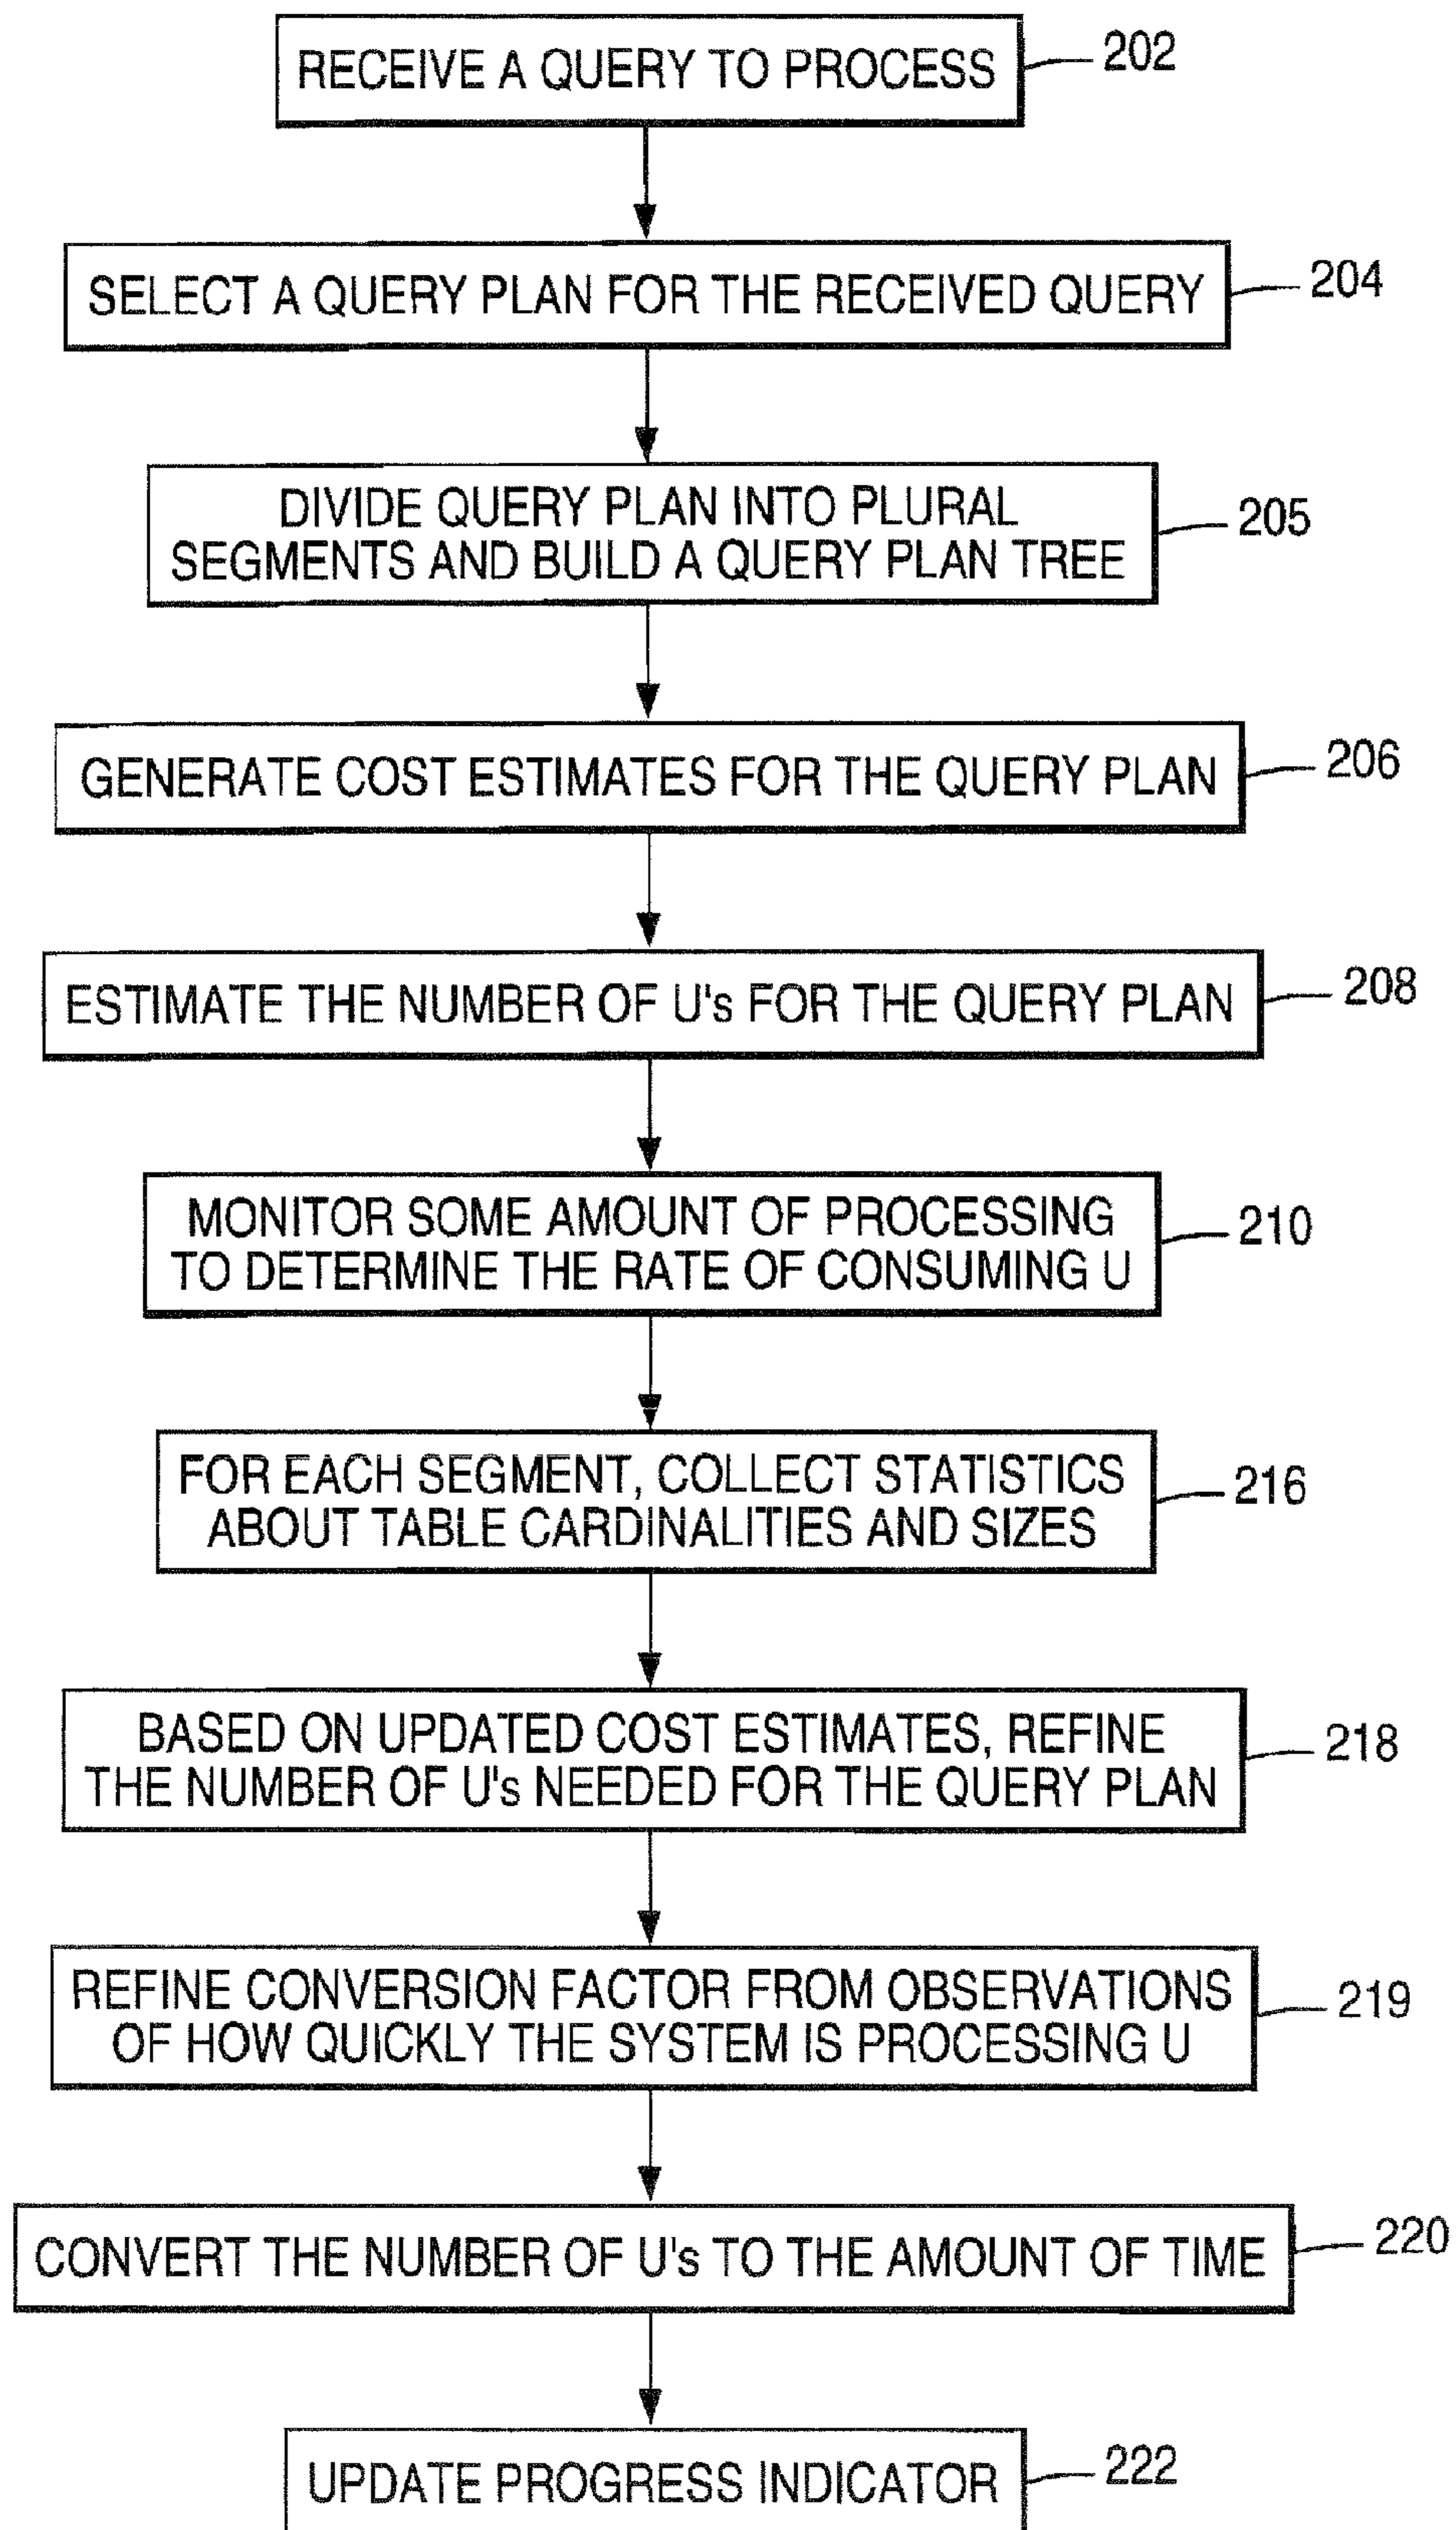 RECEIVE A QUERY TO PROCESS
202
SELECT A QUERY PLAN FOR THE RECEIVED QUERY
204
DIVIDE QUERY PLAN INTO PLURAL
SEGMENTS AND BUILD A QUERY PLAN TREE
205
GENERATE COST ESTIMATES FOR THE QUERY PLAN
206
ESTIMATE THE NUMBER OF U's FOR THE QUERY PLAN
208
MONITOR SOME AMOUNT OF PROCESSING
TO DETERMINE THE RATE OF CONSUMING U
210
FOR EACH SEGMENT, COLLECT STATISTICS
ABOUT TABLE CARDINALITIES AND SIZES
216
BASED ON UPDATED COST ESTIMATES, REFINE
THE NUMBER OF U's NEEDED FOR THE QUERY PLAN
218
REFINE CONVERSION FACTOR FROM OBSERVATIONS
OF HOW QUICKLY THE SYSTEM IS PROCESSING U
219
CONVERT THE NUMBER OF U's TO THE AMOUNT OF TIME
220
UPDATE PROGRESS INDICATOR
222